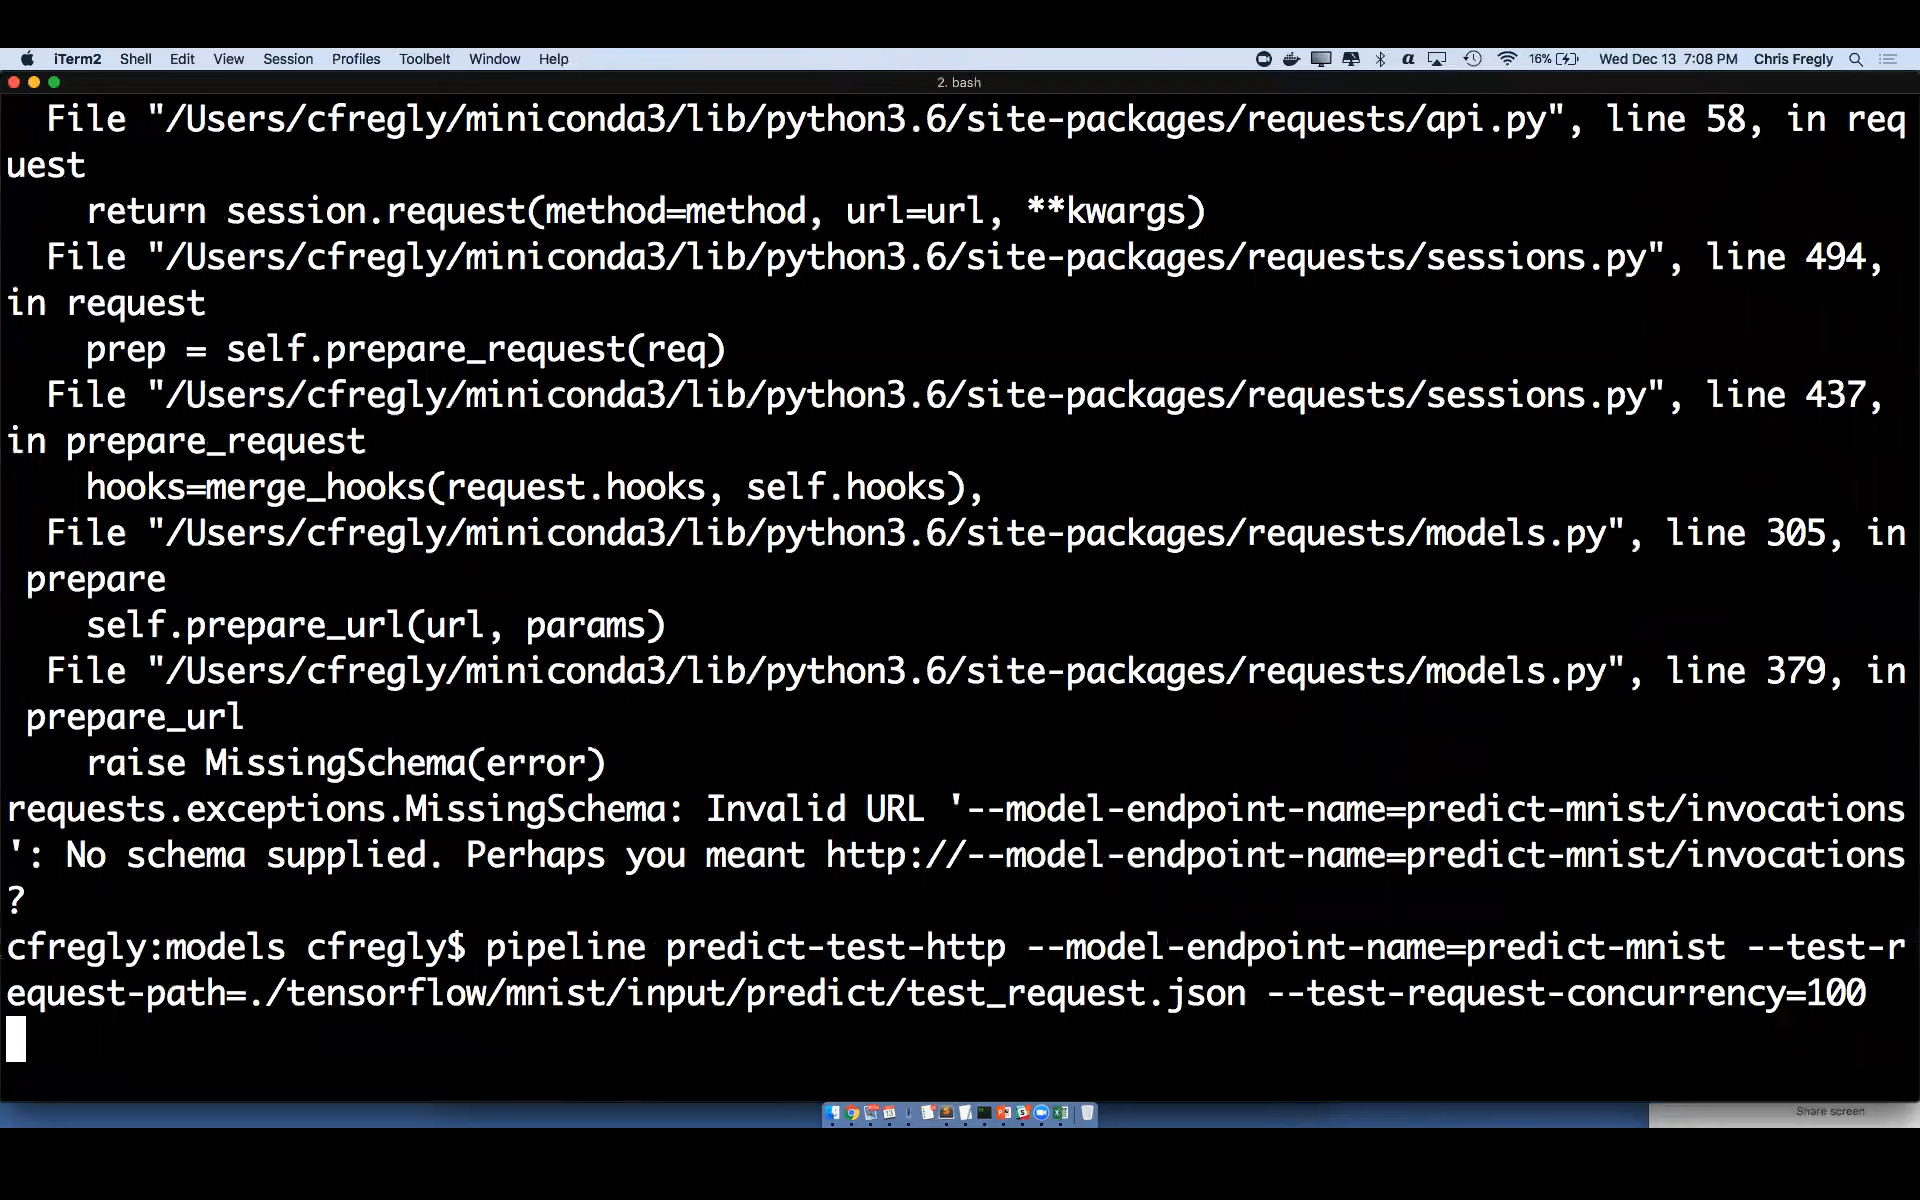 iTerm2 Shell Edit View Session Profiles Toolbelt Window Help 16% Wed Dec 13 7:08 PM Chris Fregly
2. bash
File "/Users/cfregly/miniconda3/lib/python3.6/site-packages/requests/api.py", line 58, in req
uest
return session.request(method=method, url=url, **kwargs)
File "/Users/cfregly/miniconda3/lib/python3.6/site-packages/requests/sessions.py", line 494,
in request
prep = self.prepare_request(req)
File "/Users/cfregly/miniconda3/lib/python3.6/site-packages/requests/sessions.py", line 437,
in prepare_request
hooks=merge_hooks(request.hooks, self.hooks),
File "/Users/cfregly/miniconda3/lib/python3.6/site-packages/requests/models.py", line 305, in
prepare
self.prepare_url(url, params)
File "/Users/cfregly/miniconda3/lib/python3.6/site-packages/requests/models.py", line 379, in
prepare_url
raise MissingSchema(error)
requests.exceptions.MissingSchema: Invalid URL '--model-endpoint-name=predict-mnist/invocations
': No schema supplied. Perhaps you meant http://--model-endpoint-name=predict-mnist/invocations
?
cfregly:models cfregly$ pipeline predict-test-http --model-endpoint-name=predict-mnist --test-r
equest-path=./tensorflow/mnist/input/predict/test_request.json --test-request-concurrency=100
Share screen